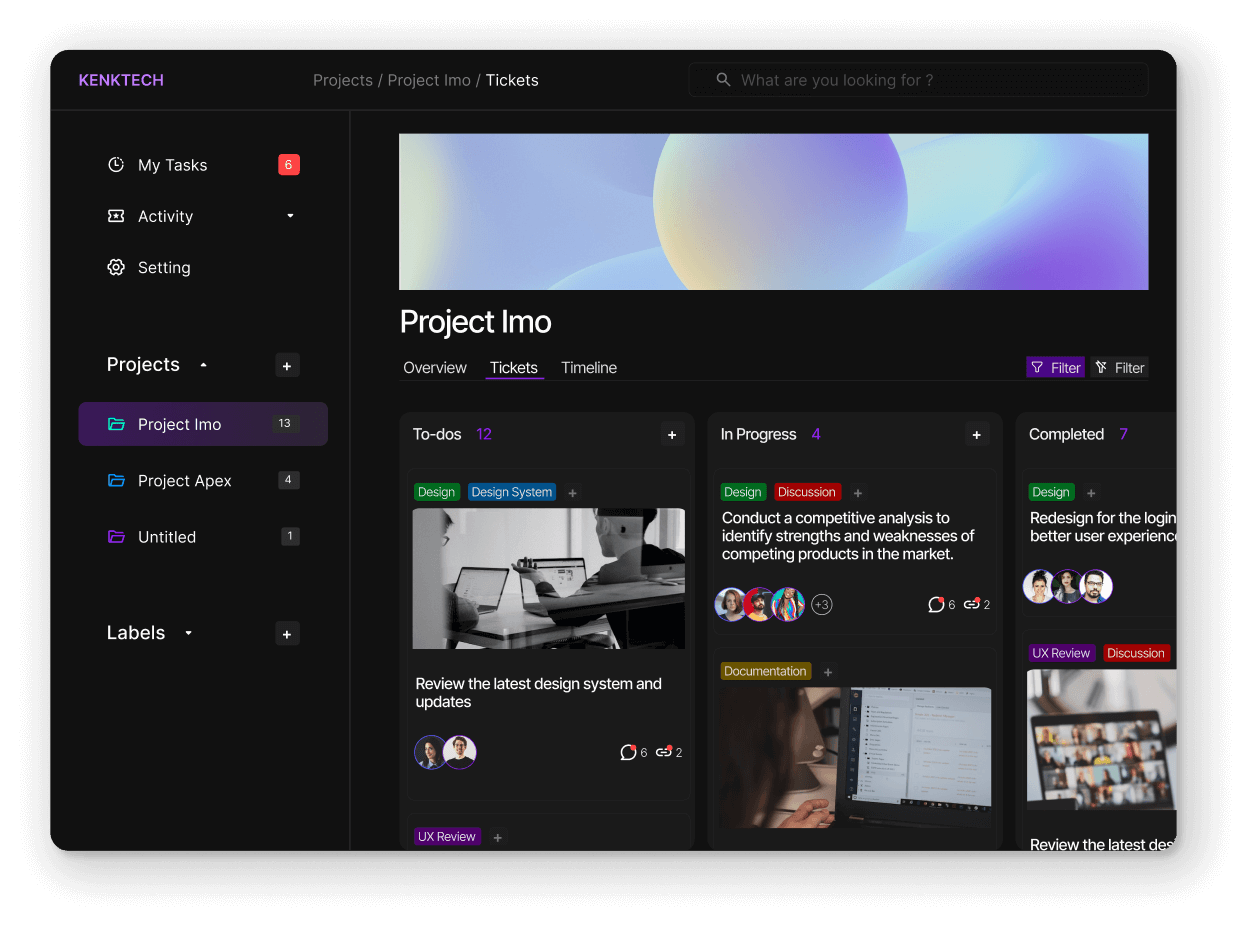 KENKTECH
Projects / Project Imo / Tickets
What are you looking for ?
My Tasks
6
Activity
Setting
Projects
+
Project Imo
13
Project Apex
4
Untitled
1
Labels
+
Project Imo
Overview
Tickets
Timeline
Filter
Filter
To-dos 12
+
Design
Design System
+
Review the latest design system and
updates
6
2
UX Review
+
In Progress 4
+
Design
Discussion
+
Conduct a competitive analysis to
identify strengths and weaknesses of
competing products in the market.
+3
6
2
Documentation
+
Completed 7
Design
+
Redesign for the login
better user experience
UX Review
Discussion
Review the latest des